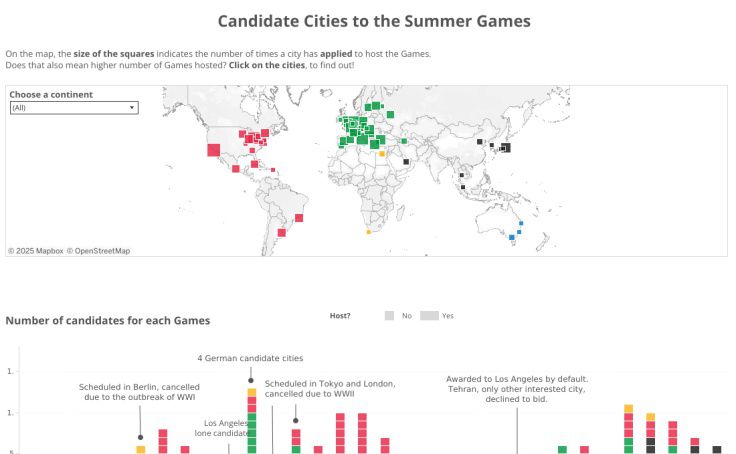 Candidate Cities to the Summer Games
On the map, the size of the squares indicates the number of times a city has applied to host the Games.
Does that also mean higher number of Games hosted? Click on the cities, to find out!
Choose a continent
(All)
© 2025 Mapbox © OpenStreetMap
Number of candidates for each Games
Host?
No
Yes
4 German candidate cities
1.
Scheduled in Berlin, cancelled
due to the outbreak of WWI
Scheduled in Tokyo and London,
cancelled due to WWII
Awarded to Los Angeles by default.
Tehran, only other interested city,
declined to bid.
1.
Los Angeles
lone candidate